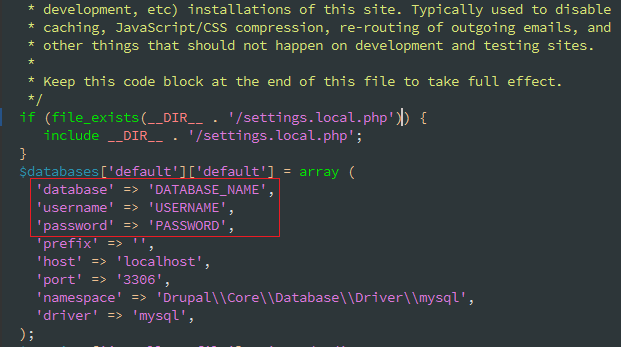 * development, etc) installations of this site. Typically used to disable
* caching, JavaScript/CSS compression, re-routing of outgoing emails, and
* other things that should not happen on development and testing sites.
*
* Keep this code block at the end of this file to take full effect.
*/
if (file_exists(__DIR__ . '/settings.local.php')) {
include __DIR__ . '/settings.local.php';
}
$databases['default']['default'] = array (
'database' => 'DATABASE_NAME',
'username' => 'USERNAME',
'password' => 'PASSWORD',
'prefix' => '',
'host' => 'localhost',
'port' => '3306',
'namespace' => 'Drupal\\Core\\Database\\Driver\\mysql',
'driver' => 'mysql',
);